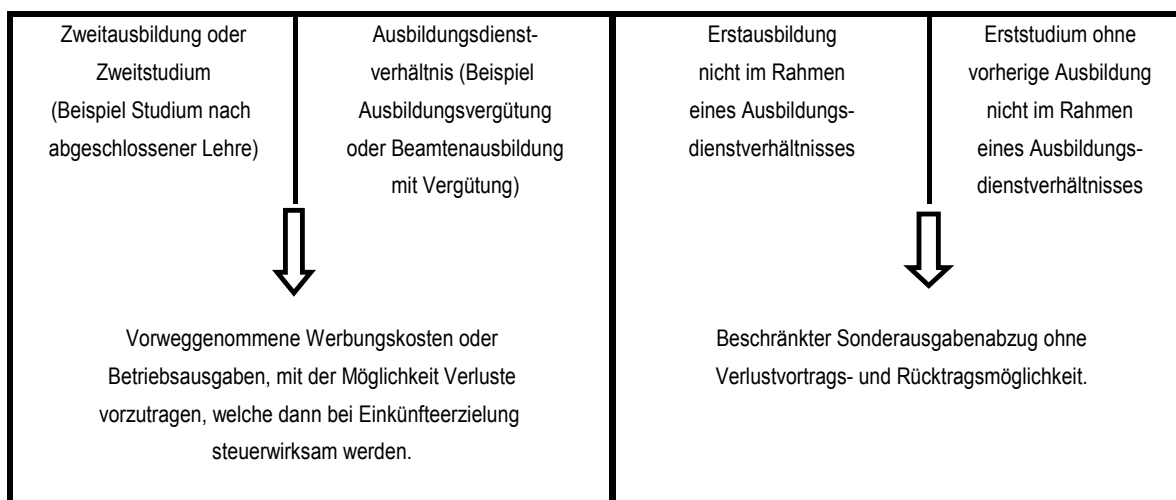 Zweitausbildung oder
Zweitstudium
(Beispiel Studium nach
abgeschlossener Lehre)
Ausbildungsdienst-
verhältnis (Beispiel
Ausbildungsvergütung
oder Beamtenausbildung
mit Vergütung)
Erstausbildung
nicht im Rahmen
eines Ausbildungs-
dienstverhältnisses
Erststudium ohne
vorherige Ausbildung
nicht im Rahmen
eines Ausbildungs-
dienstverhältnisses
Vorweggenommene Werbungskosten oder
Betriebsausgaben, mit der Möglichkeit Verluste
vorzutragen, welche dann bei Einkünfteerzielung
steuerwirksam werden.
Beschränkter Sonderausgabenabzug ohne
Verlustvortrags- und Rücktragsmöglichkeit.